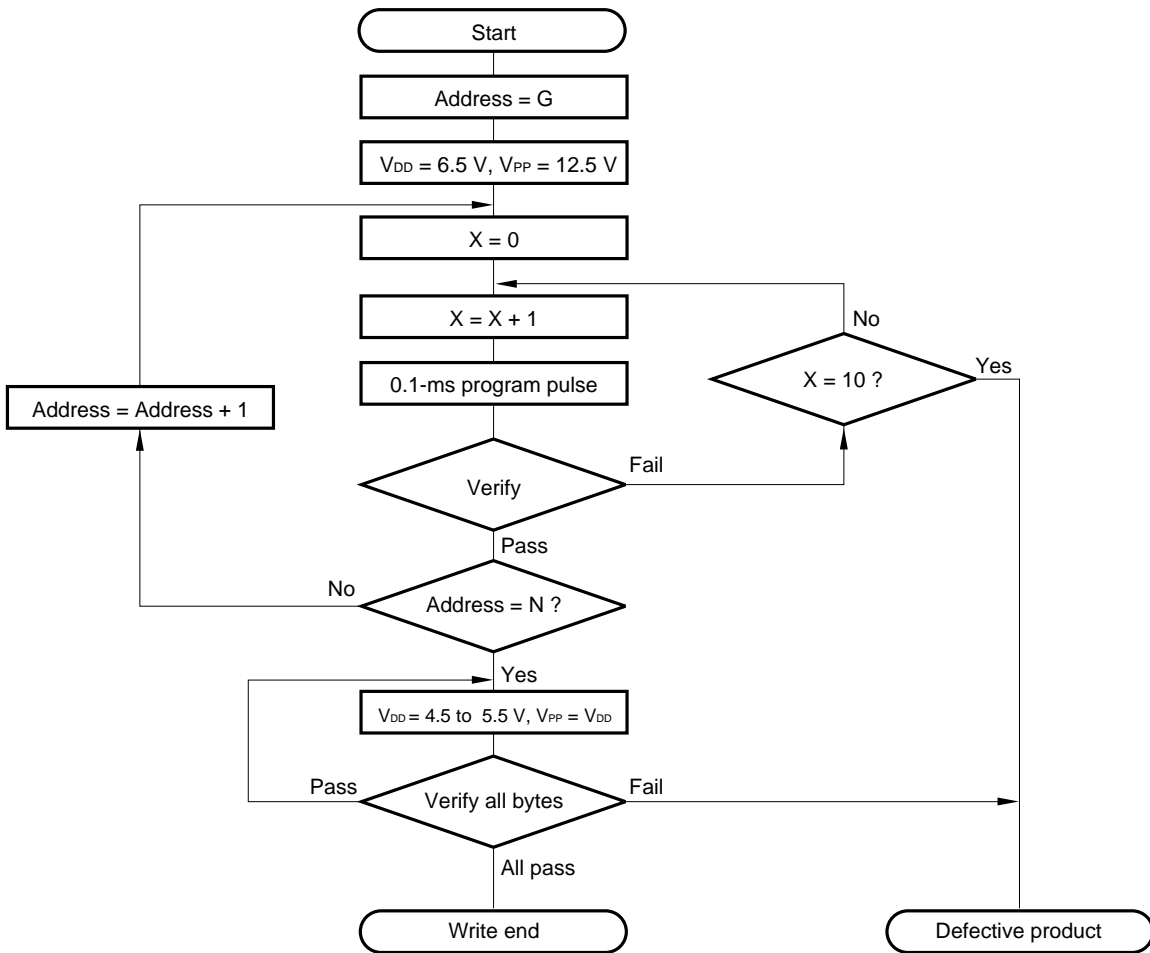 Start
Address = G
VDD = 6.5 V, VPP = 12.5 V
X = 0
X = X + 1
No
Yes
X = 10 ?
0.1-ms program pulse
Address = Address + 1
Fail
Verify
Pass
No
Address = N ?
Yes
VDD = 4.5 to 5.5 V, VPP = VDD
Pass
Fail
Verify all bytes
All pass
Write end
Defective product